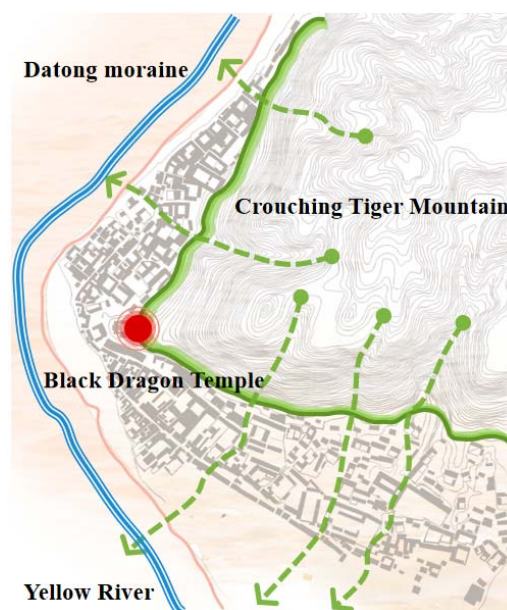 Datong moraine
Crouching Tiger Mountain
Black Dragon Temple
Yellow River